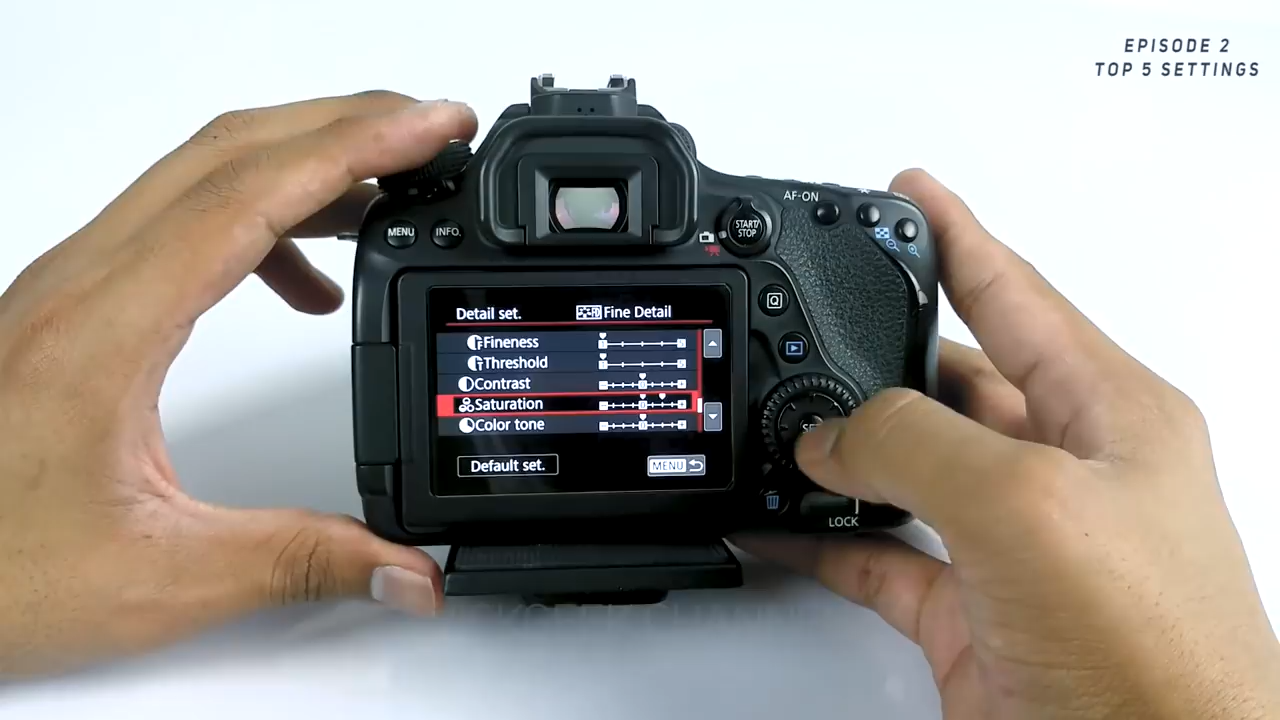 EPISODE 2
TOP 5 SETTINGS
AF-ON
MENU
INFO.
START/
STOP
Q
Detail set.
Fine Detail
Fineness
Threshold
Contrast
Saturation
Color tone
Default set.
MENU
LOCK